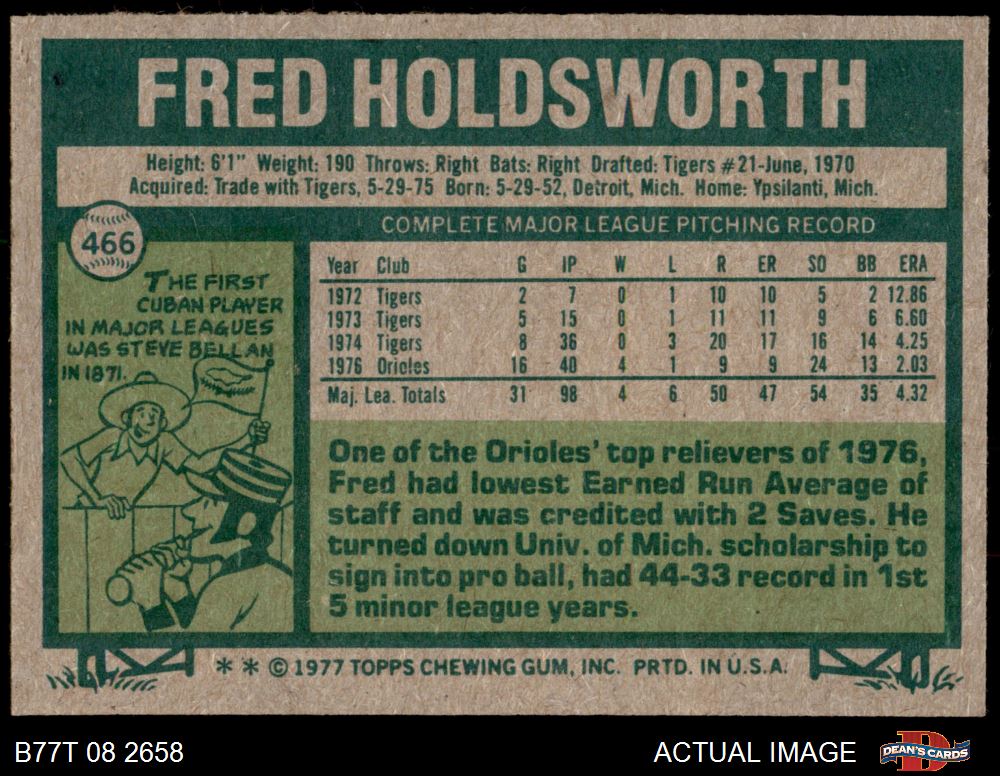 FRED HOLDSWORTH
Height: 6'1" Weight: 190 Throws: Right Bats: Right Drafted: Tigers #21-June, 1970
Acquired: Trade with Tigers, 5-29-75 Born: 5-29-52, Detroit, Mich. Home: Ypsilanti, Mich.
466
COMPLETE MAJOR LEAGUE PITCHING RECORD
THE FIRST
CUBAN PLAYER
IN MAJOR LEAGUES
WAS STEVE BELLAN
IN 1871.
Year Club G IP W L R ER SO BB ERA
1972 Tigers 2 7 0 1 10 10 5 2 12.86
1973 Tigers 5 15 0 1 11 11 9 6 6.60
1974 Tigers 8 36 0 3 20 17 16 14 4.25
1976 Orioles 16 40 4 1 9 9 24 13 2.03
Maj. Lea. Totals 31 98 4 6 50 47 54 35 4.32
One of the Orioles' top relievers of 1976,
Fred had lowest Earned Run Average of
staff and was credited with 2 Saves. He
turned down Univ. of Mich. scholarship to
sign into pro ball, had 44-33 record in 1st
5 minor league years.
* * © 1977 TOPPS CHEWING GUM, INC. PRTD. IN U.S.A.
B77T 08 2658
ACTUAL IMAGE
D
DEAN'S CARDS